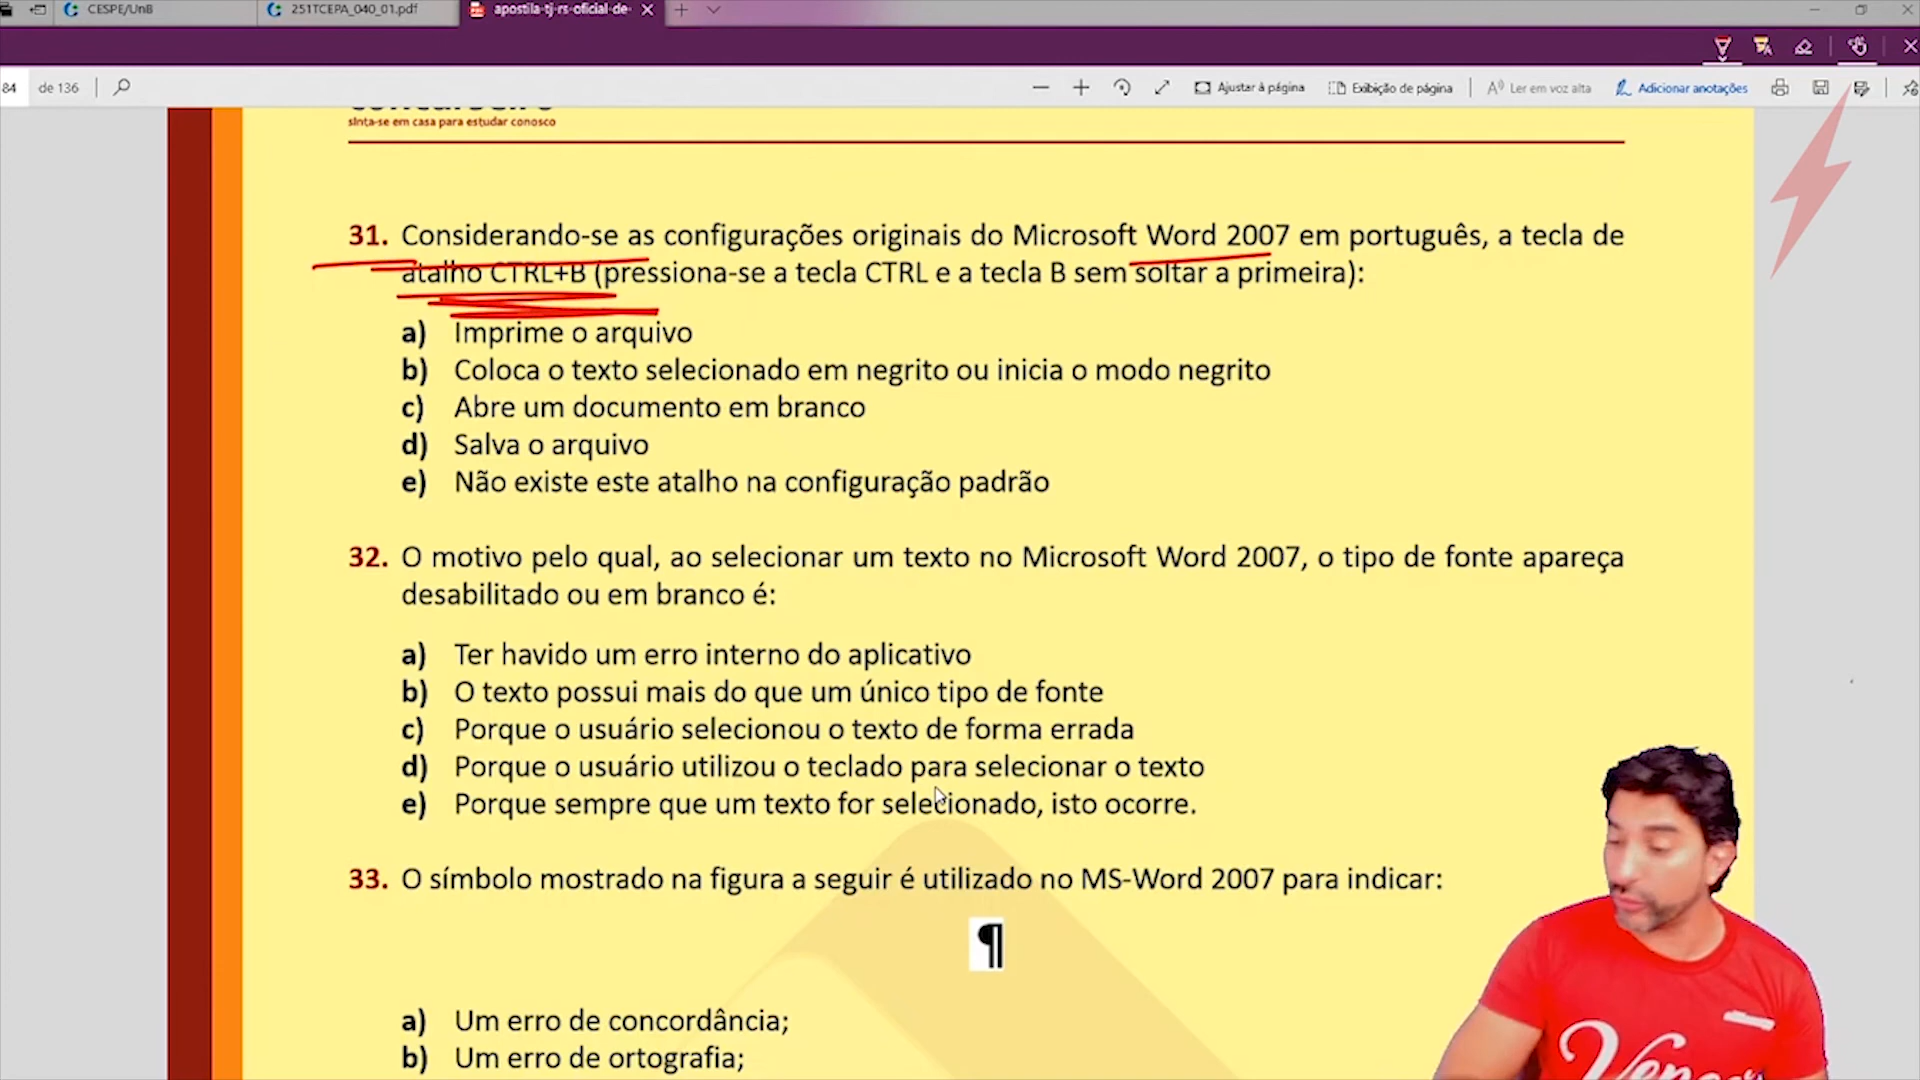 CESPE/UnB
251TCEPA_040_01.pdf
apostila-tj-rs-oficial-de-
84
de 136
Ajustar à página
Exibição de página
Ler em voz alta
Adicionar anotações
sinta-se em casa para estudar conosco
31. Considerando-se as configurações originais do Microsoft Word 2007 em português, a tecla de
atalho CTRL+B (pressiona-se a tecla CTRL e a tecla B sem soltar a primeira):
a) Imprime o arquivo
b) Coloca o texto selecionado em negrito ou inicia o modo negrito
c) Abre um documento em branco
d) Salva o arquivo
e) Não existe este atalho na configuração padrão
32. O motivo pelo qual, ao selecionar um texto no Microsoft Word 2007, o tipo de fonte apareça
desabilitado ou em branco é:
a) Ter havido um erro interno do aplicativo
b) O texto possui mais do que um único tipo de fonte
c) Porque o usuário selecionou o texto de forma errada
d) Porque o usuário utilizou o teclado para selecionar o texto
e) Porque sempre que um texto for selecionado, isto ocorre.
33. O símbolo mostrado na figura a seguir é utilizado no MS-Word 2007 para indicar:
¶
a) Um erro de concordância;
b) Um erro de ortografia;